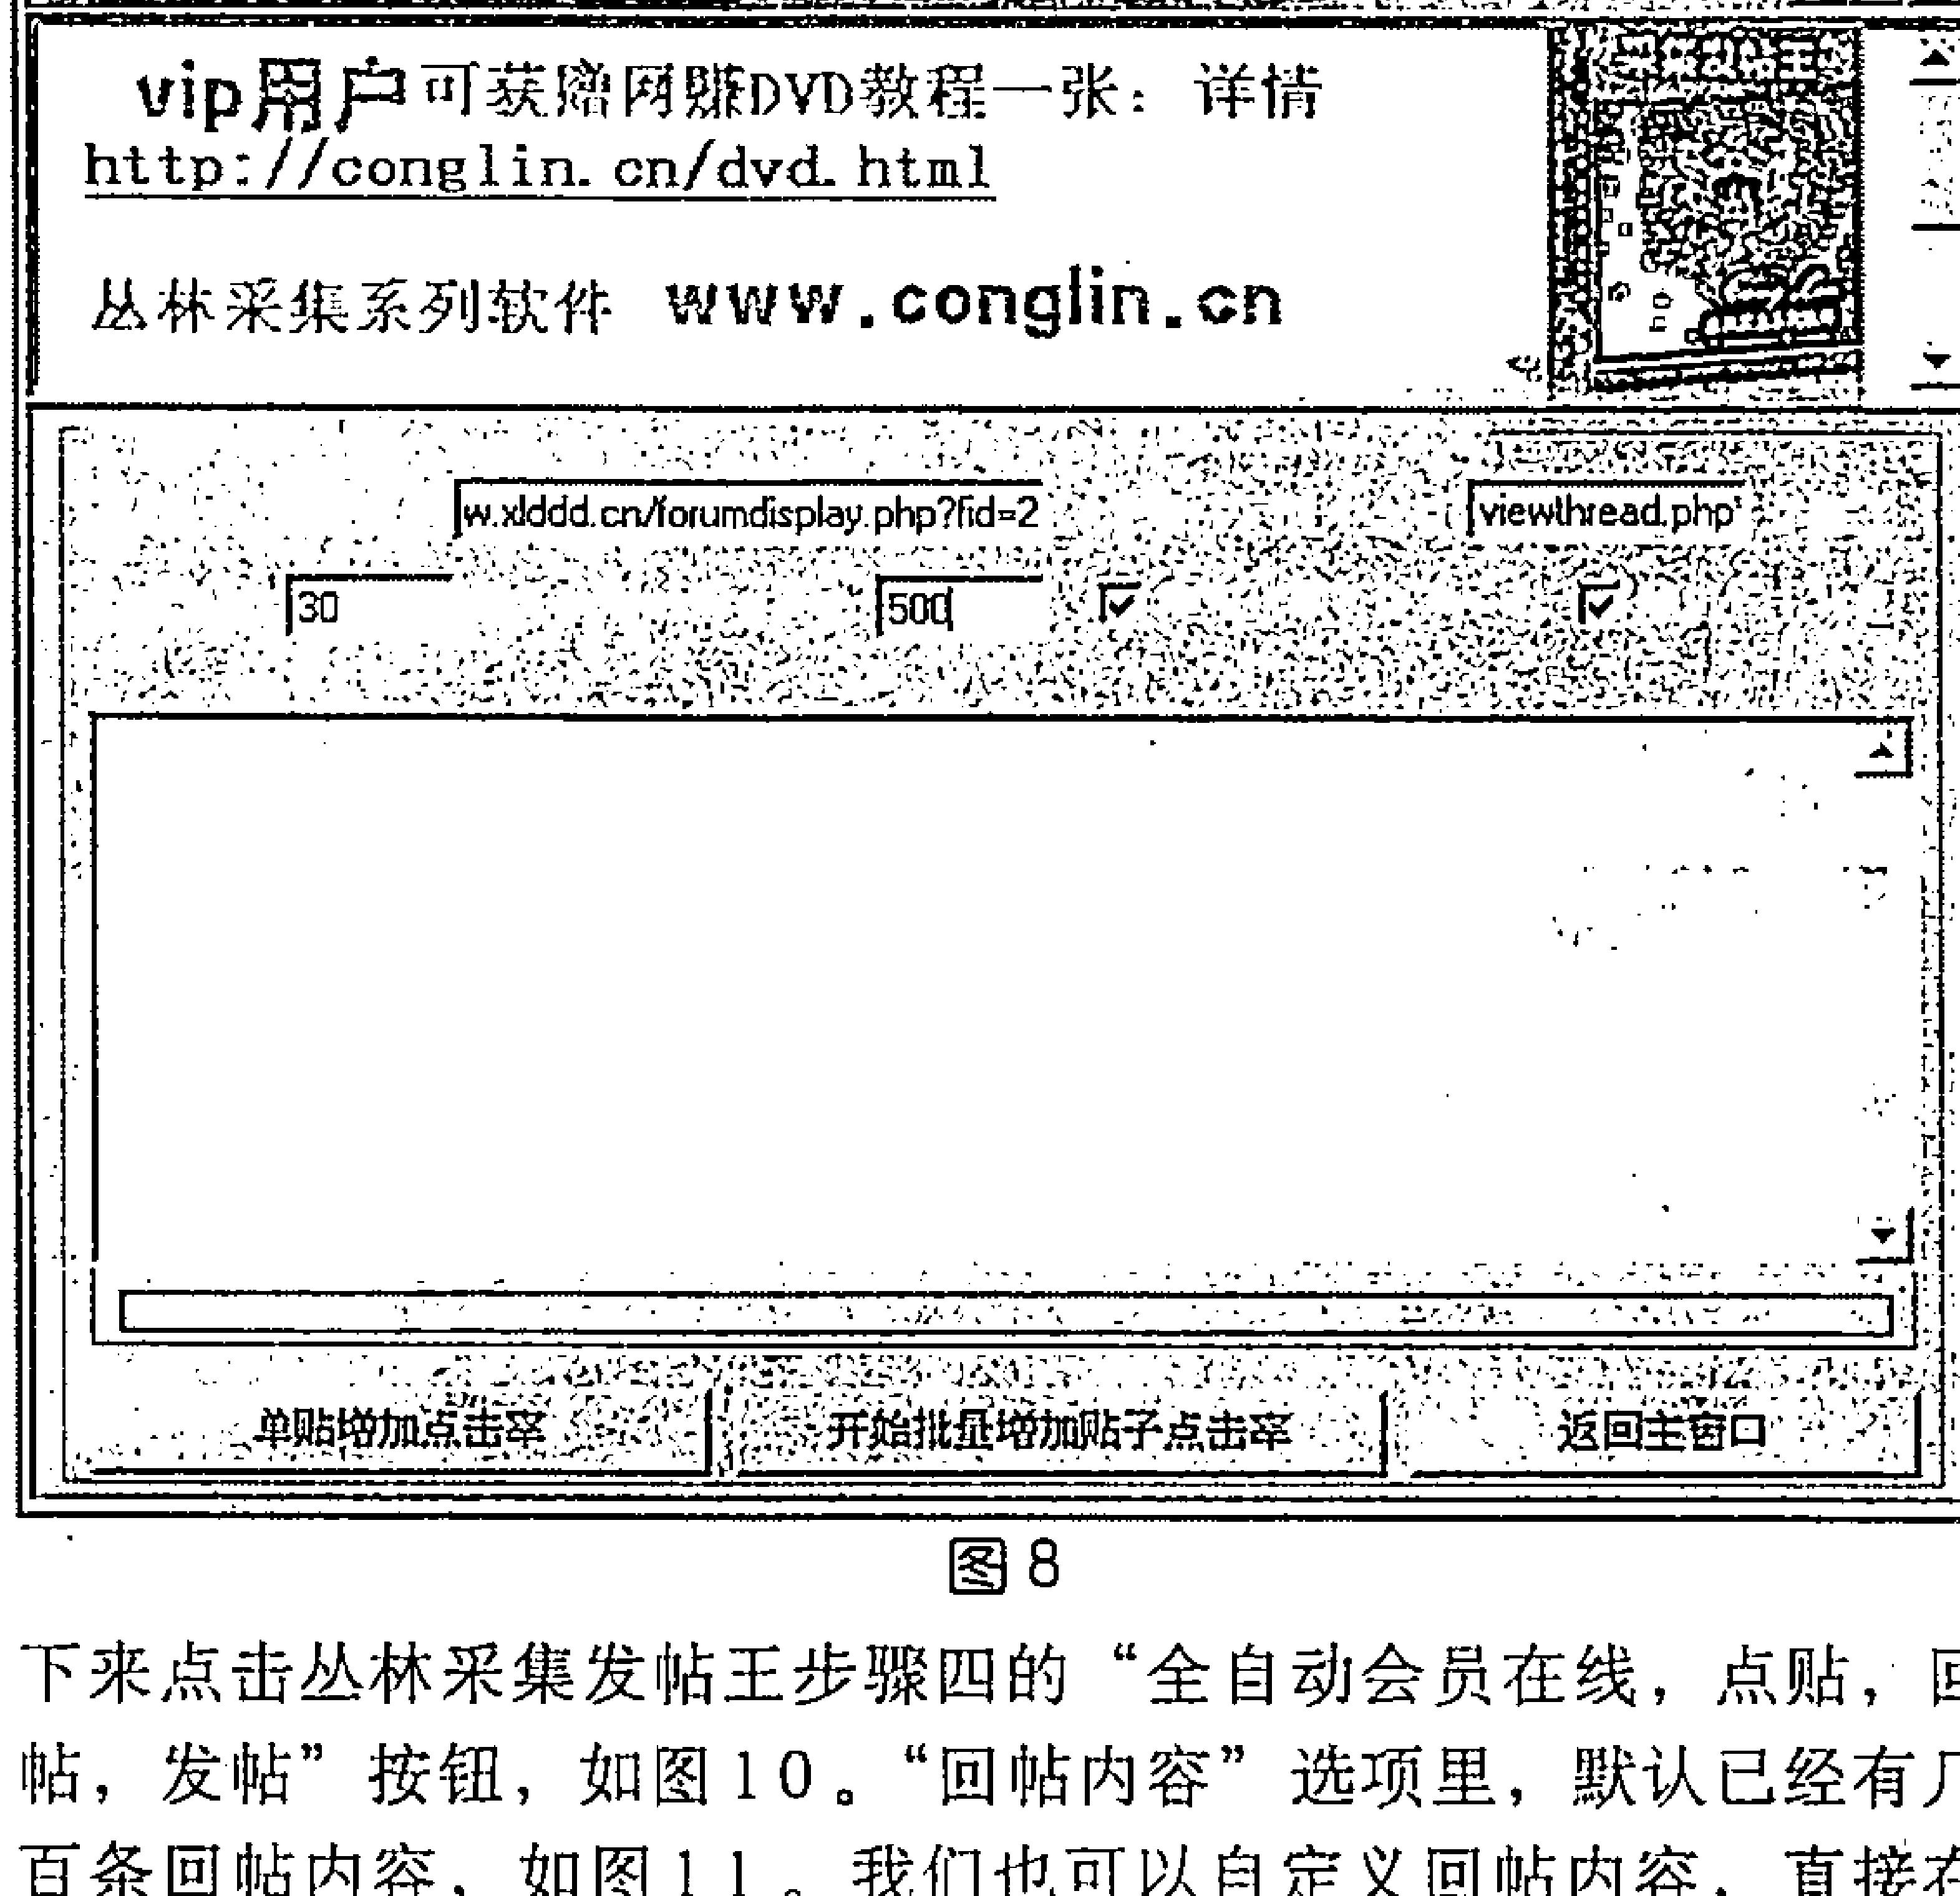 vip用户可获赠网赚DVD教程一张：详情
http://conglin.cn/dvd.html
丛林采集系列软件 www.conglin.cn
w.xlddd.cn/forumdisplay.php?fid=2 viewthread.php
30 500
单贴增加点击率 开始批量增加贴子点击率 返回主窗口
图8
下来点击丛林采集发帖王步骤四的“全自动会员在线，点贴，回
帖，发帖”按钮，如图10。“回帖内容”选项里，默认已经有几
百条回帖内容，如图11。我们也可以自定义回帖内容，直接在